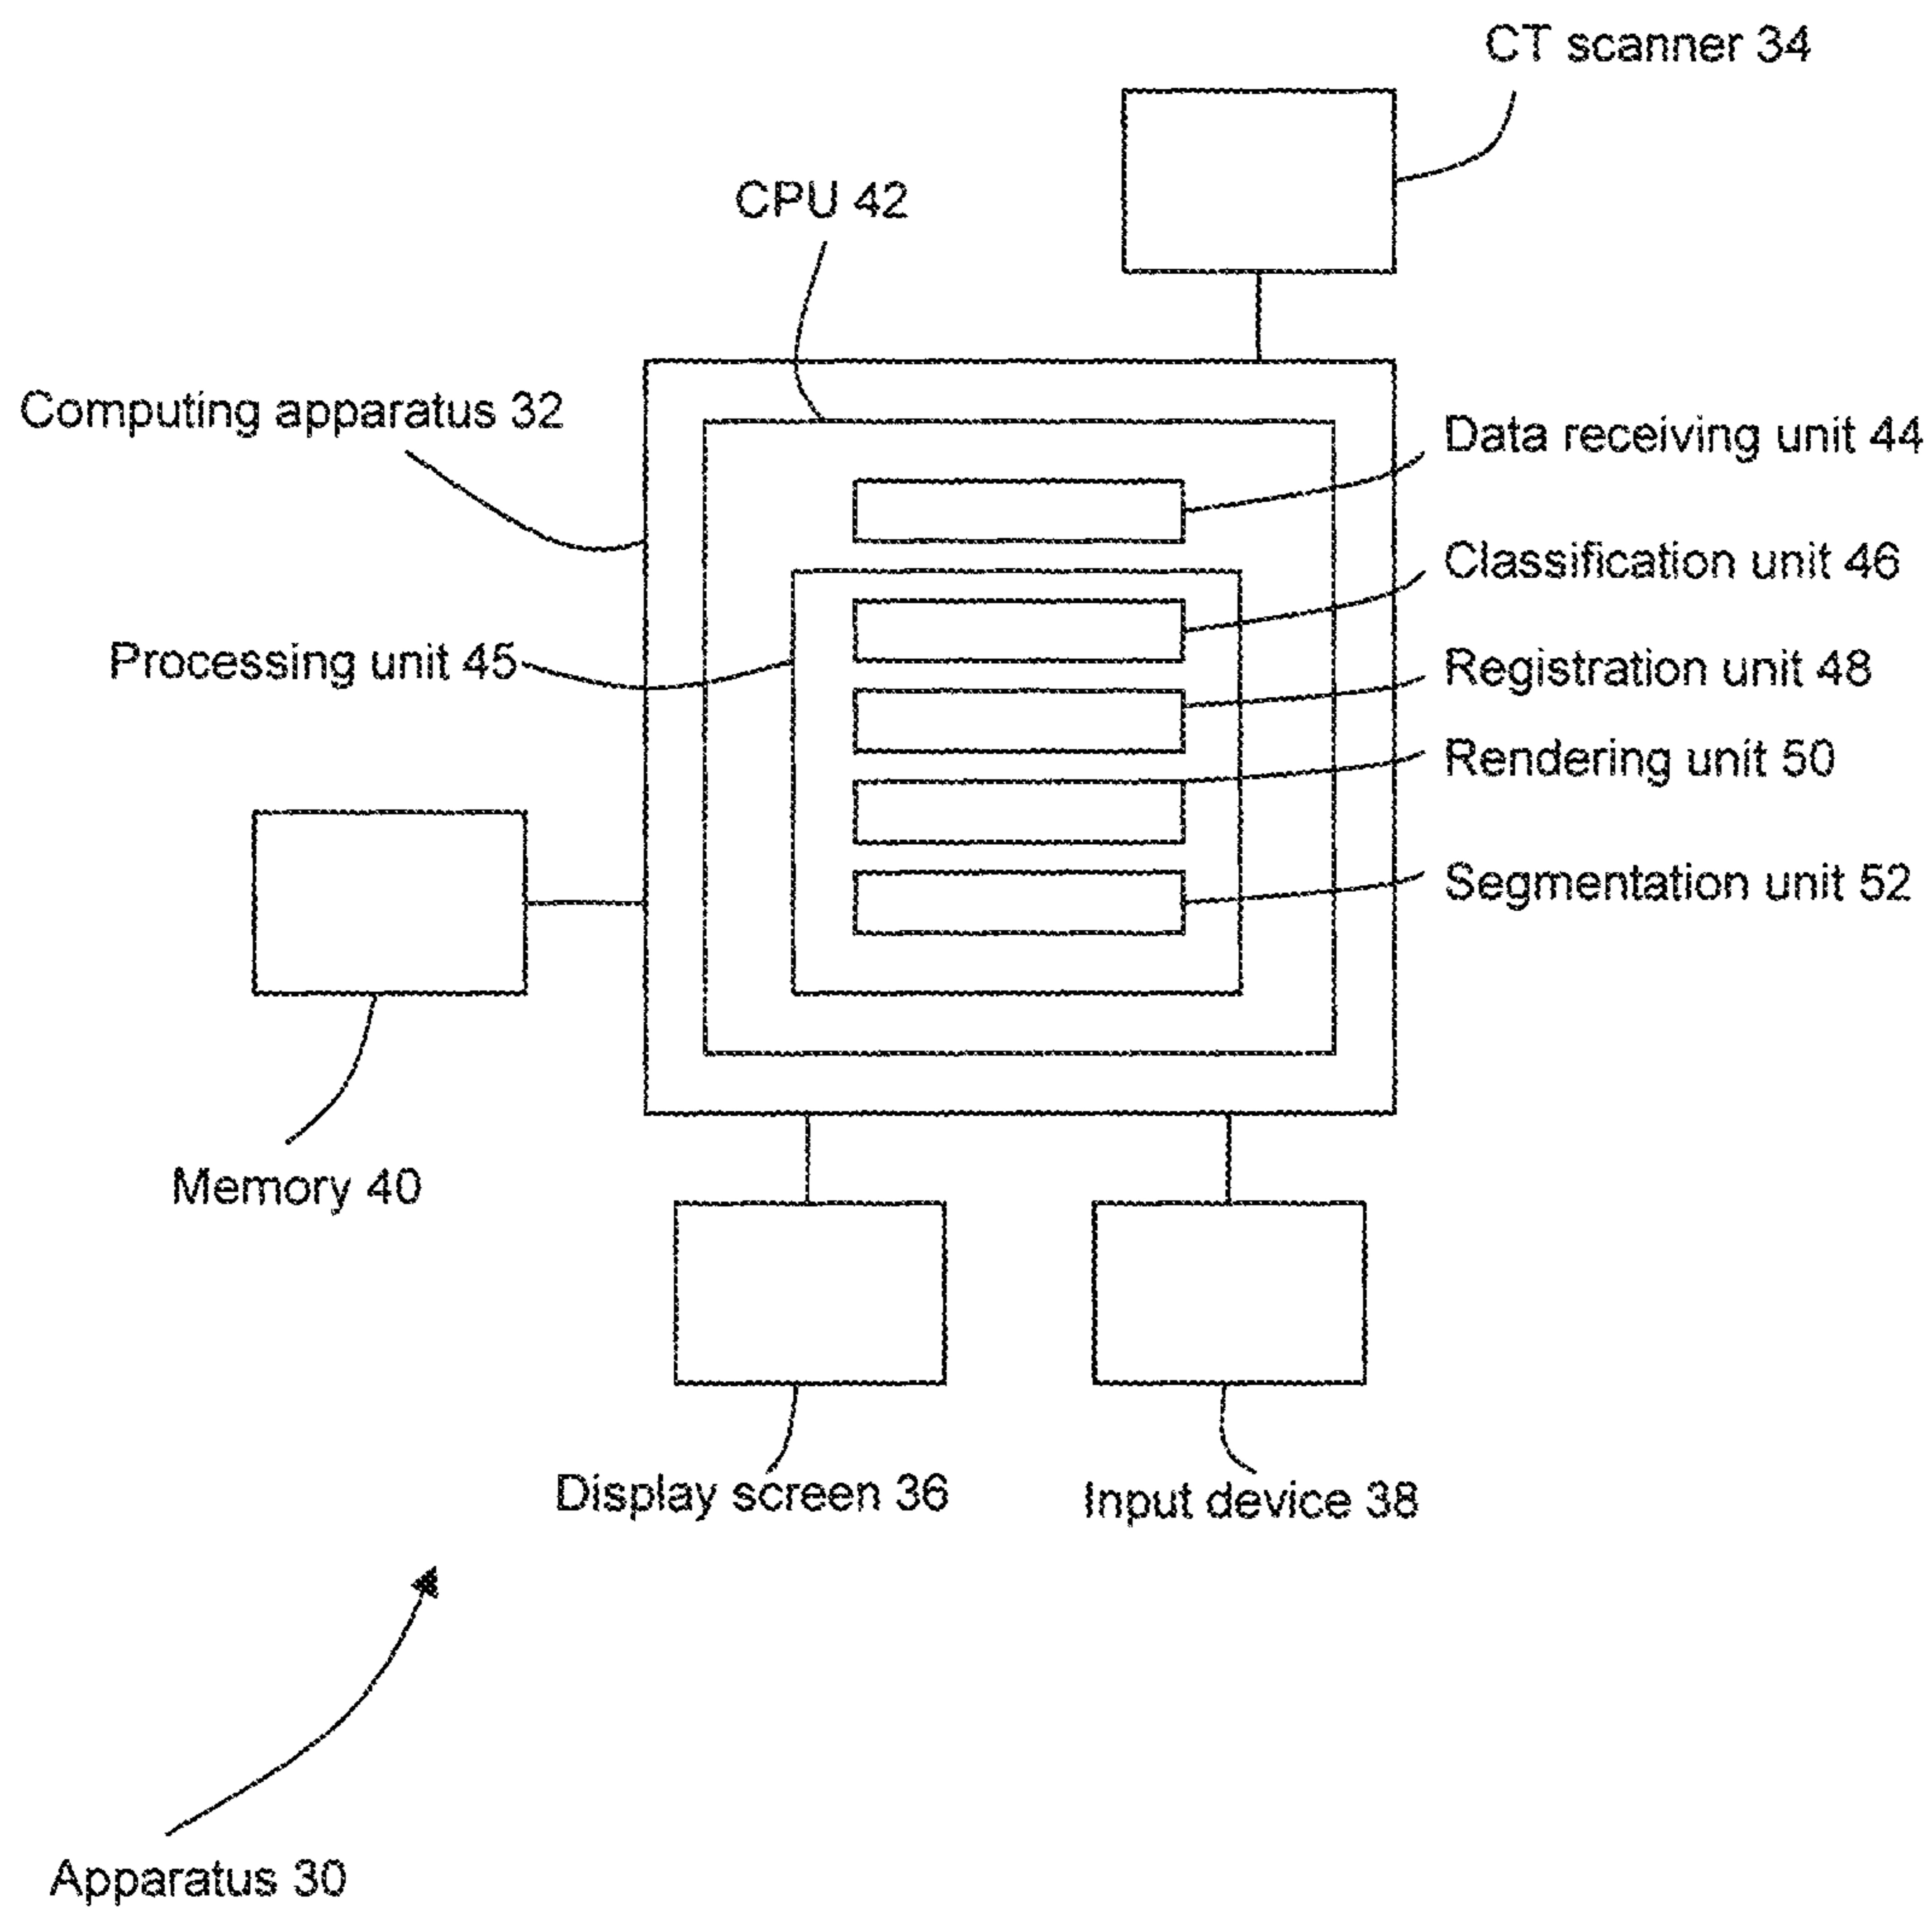 CT scanner 34
CPU 42
Computing apparatus 32
Data receiving unit 44
Classification unit 46
Processing unit 45
Registration unit 48
Rendering unit 50
Segmentation unit 52
Memory 40
Display screen 36
Input device 38
Apparatus 30